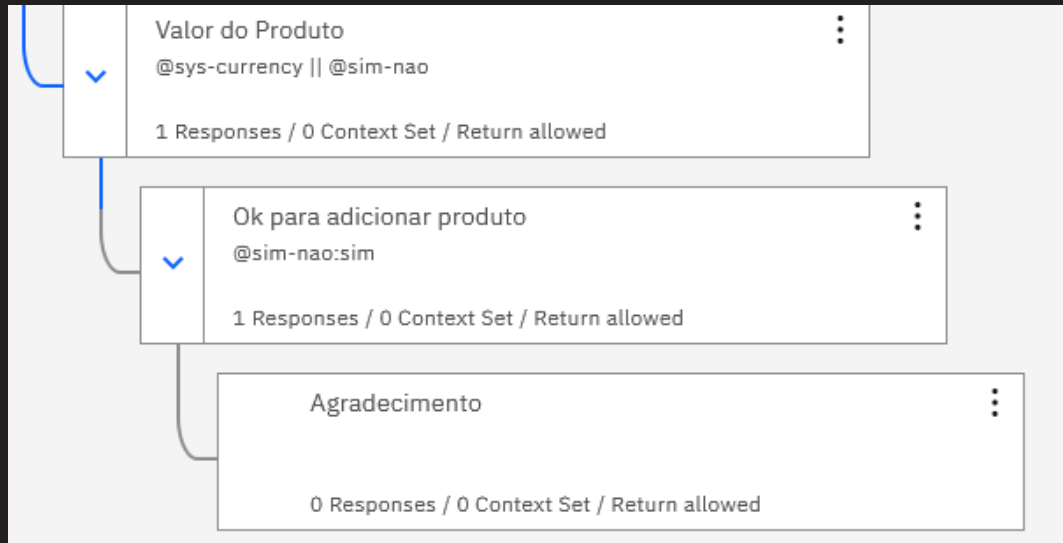 Valor do Produto
@sys-currency || @sim-nao
1 Responses / 0 Context Set / Return allowed
Ok para adicionar produto
@sim-nao:sim
1 Responses / 0 Context Set / Return allowed
Agradecimento
0 Responses / 0 Context Set / Return allowed